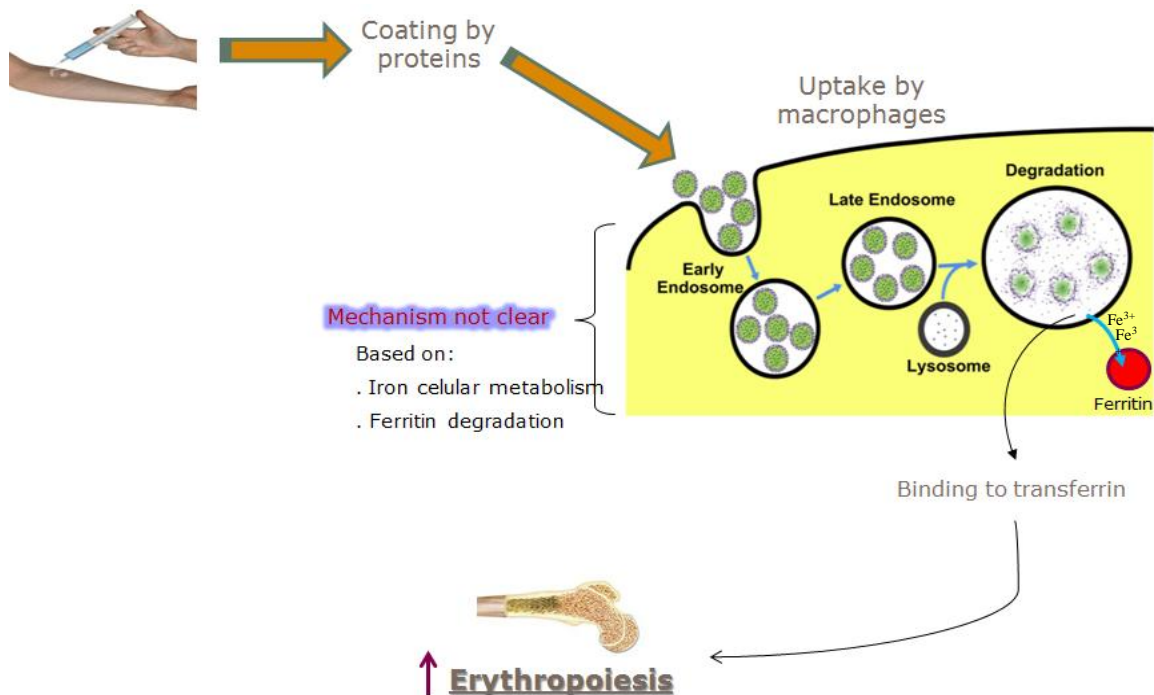 Coating by
proteins
Uptake by
macrophages
Degradation
Late Endosome
Early
Endosome
Mechanism not clear
Based on:
. Iron celular metabolism
. Ferritin degradation
Lysosome
Fe³⁺
Fe³
Ferritin
Binding to transferrin
Erythropoiesis